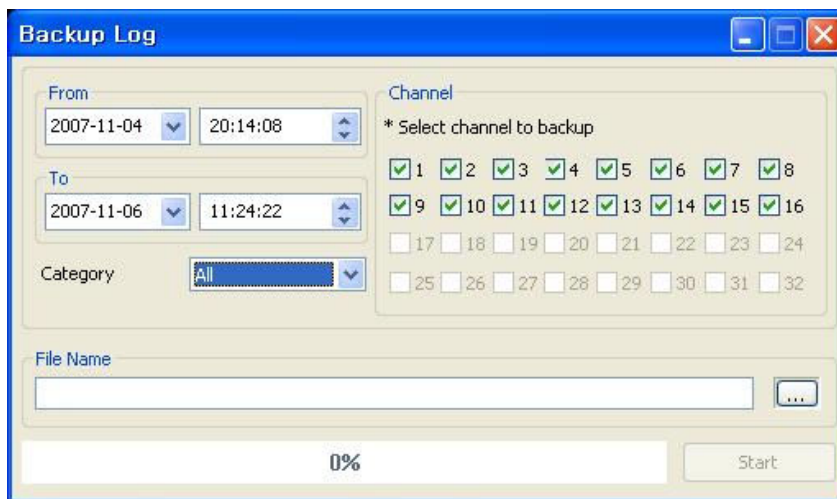 Backup Log
From
2007-11-04 20:14:08
To
2007-11-06 11:24:22
Category All
Channel
* Select channel to backup
1 2 3 4 5 6 7 8
9 10 11 12 13 14 15 16
17 18 19 20 21 22 23 24
25 26 27 28 29 30 31 32
File Name
...
0%
Start